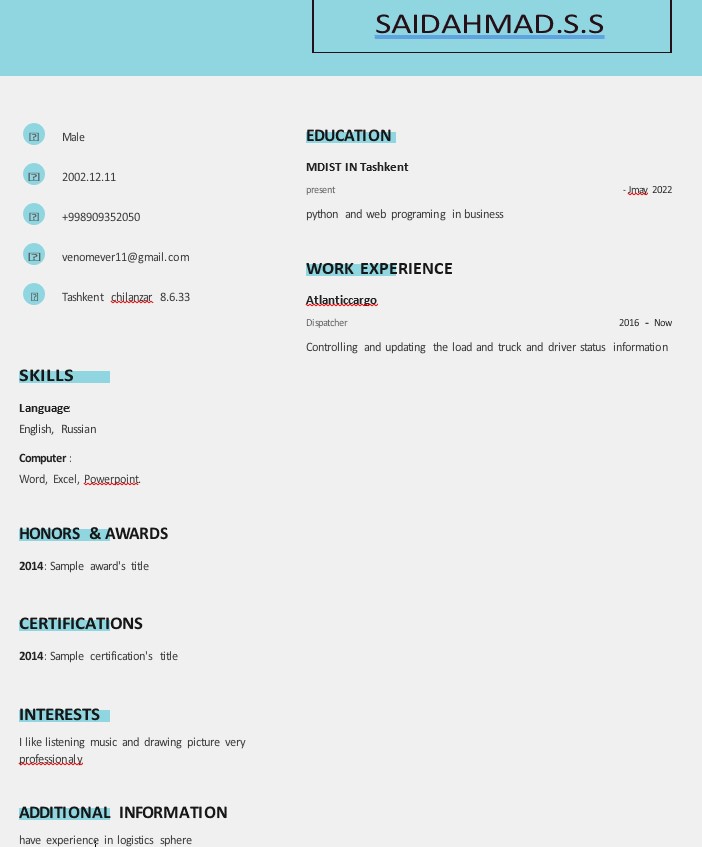 SAIDAHMAD.S.S
Male
2002.12.11
+998909352050
venomever11@gmail.com
Tashkent chilanzar 8.6.33
SKILLS
Language:
English, Russian
Computer :
Word, Excel, Powerpoint.
HONORS & AWARDS
2014: Sample award's title
CERTIFICATIONS
2014: Sample certification's title
INTERESTS
I like listening music and drawing picture very
professionaly
ADDITIONAL INFORMATION
have experience in logistics sphere
EDUCATION
MDIST IN Tashkent
present - Jmay 2022
python and web programing in business
WORK EXPERIENCE
Atlanticcargo
Dispatcher 2016 - Now
Controlling and updating the load and truck and driver status information